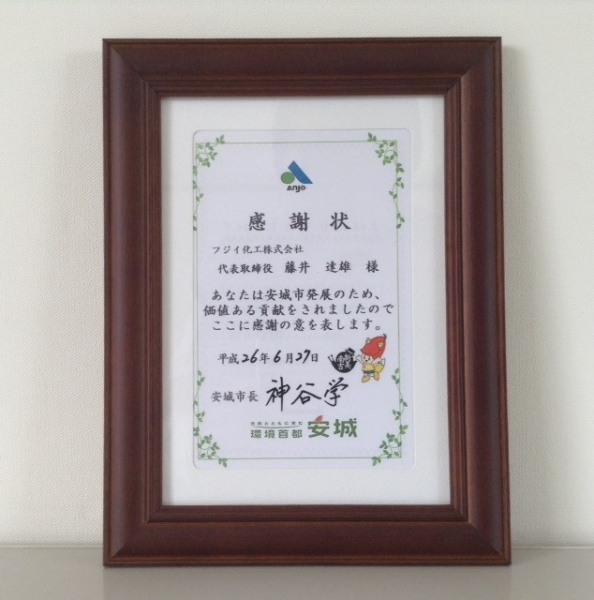 anjo
感謝状
フジイ化工株式会社
代表取締役 藤井 達雄 様
あなたは安城市発展のため、
価値ある貢献をされましたので
ここに感謝の意を表します。
平成26年6月27日
安城市長 神谷学
環境首都 安城